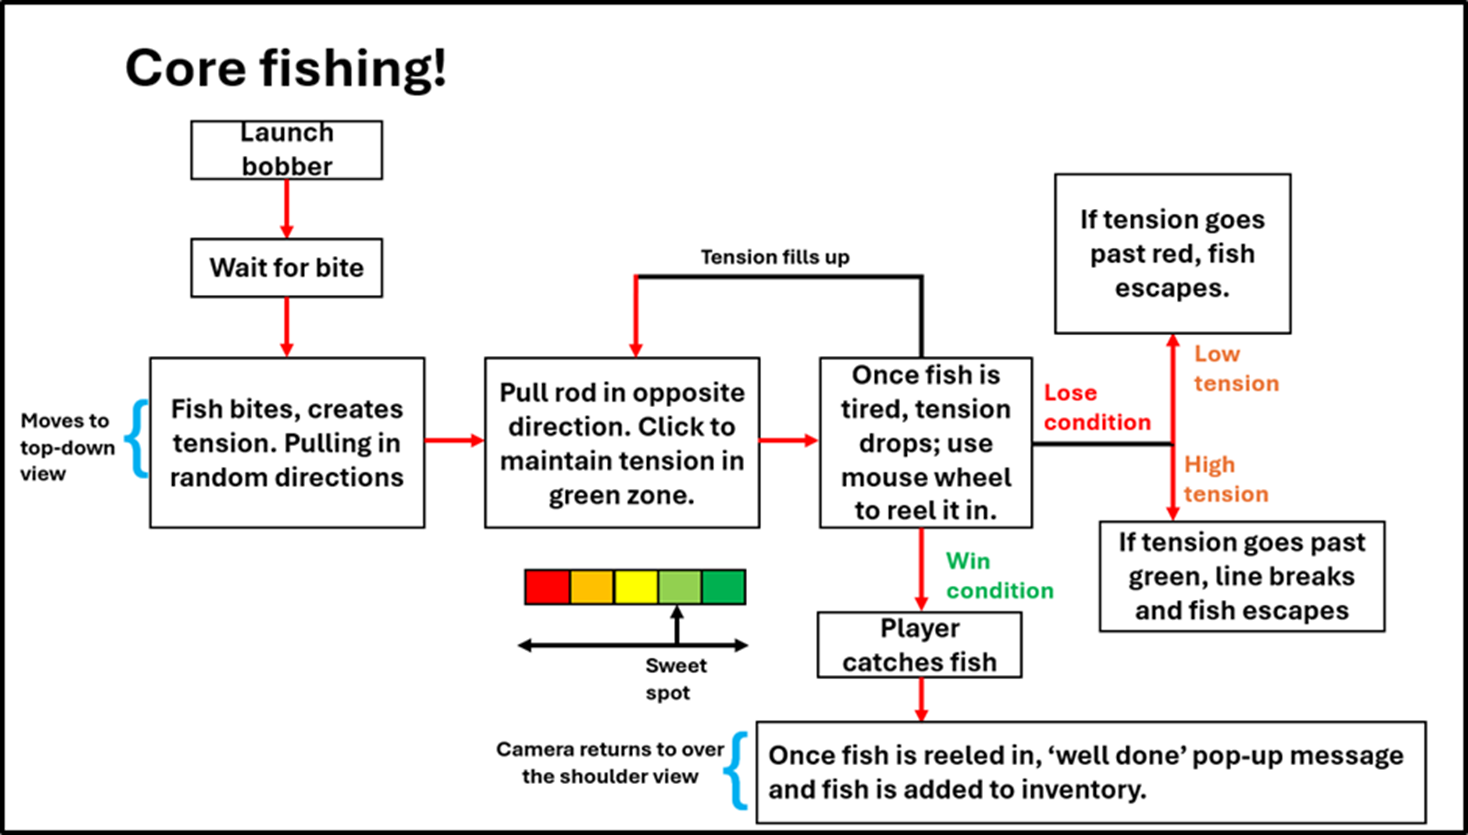 Core fishing!
Launch
bobber
Wait for bite
Moves to
top-down
view
Fish bites, creates
tension. Pulling in
random directions
Tension fills up
Pull rod in opposite
direction. Click to
maintain tension in
green zone.
Sweet
spot
Once fish is
tired, tension
drops; use
mouse wheel
to reel it in.
Lose
condition
Low
tension
If tension goes
past red, fish
escapes.
High
tension
If tension goes past
green, line breaks
and fish escapes
Win
condition
Player
catches fish
Camera returns to over
the shoulder view
Once fish is reeled in, ‘well done’ pop-up message
and fish is added to inventory.